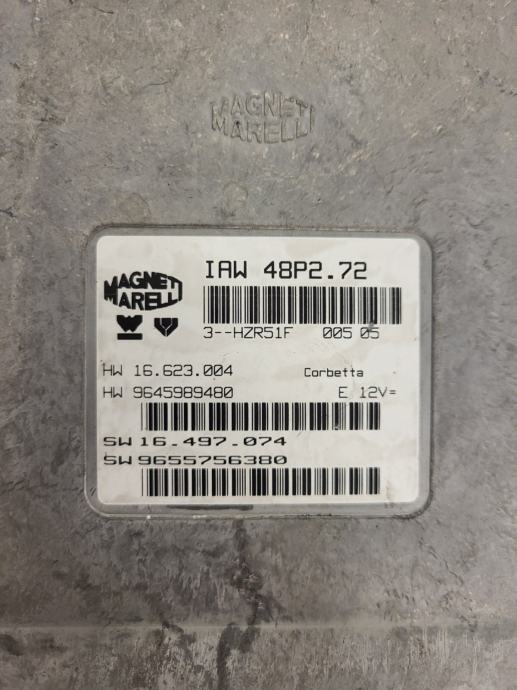 MAGNETI
MARELLI
IAW 48P2.72
MAGNETI
MARELLI
3--HZR51F 005 05
HW 16.623.004 Corbetta
HW 9645989480 E 12V=
SW 16.497.074
SW 9655756380